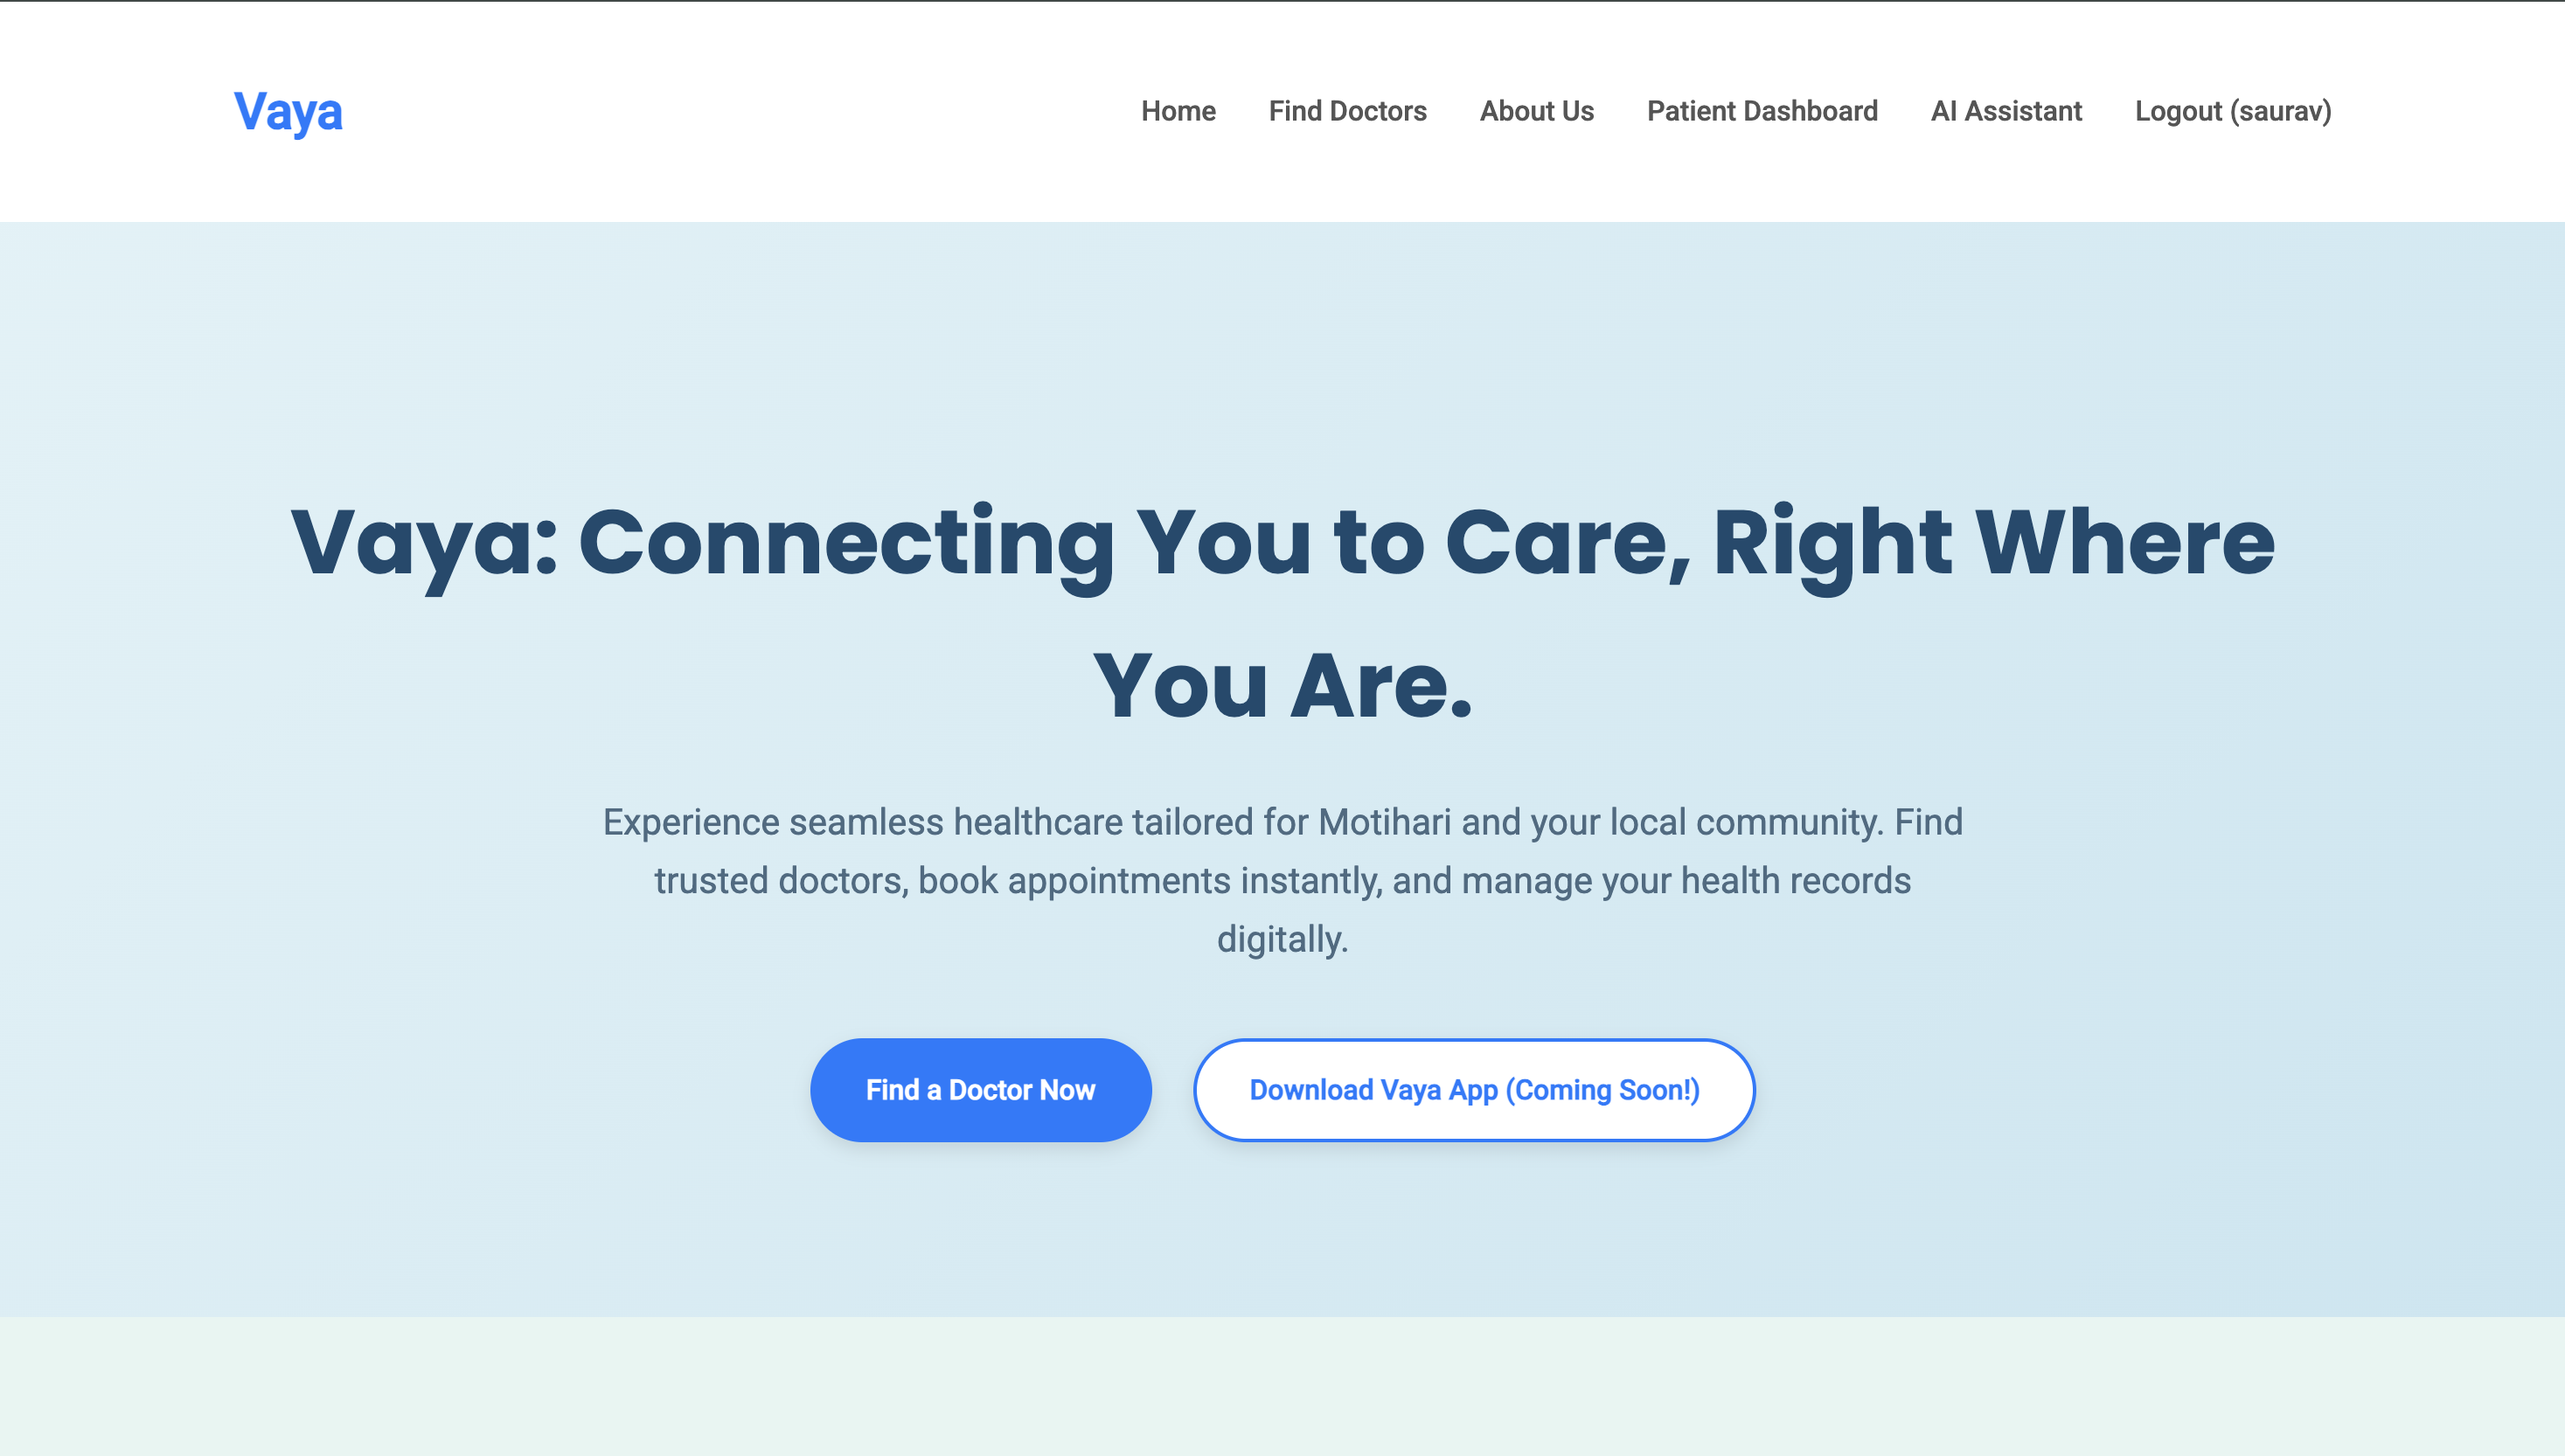 Vaya
Home
Find Doctors
About Us
Patient Dashboard
AI Assistant
Logout (saurav)
Vaya: Connecting You to Care, Right Where
You Are.
Experience seamless healthcare tailored for Motihari and your local community. Find
trusted doctors, book appointments instantly, and manage your health records
digitally.
Find a Doctor Now
Download Vaya App (Coming Soon!)